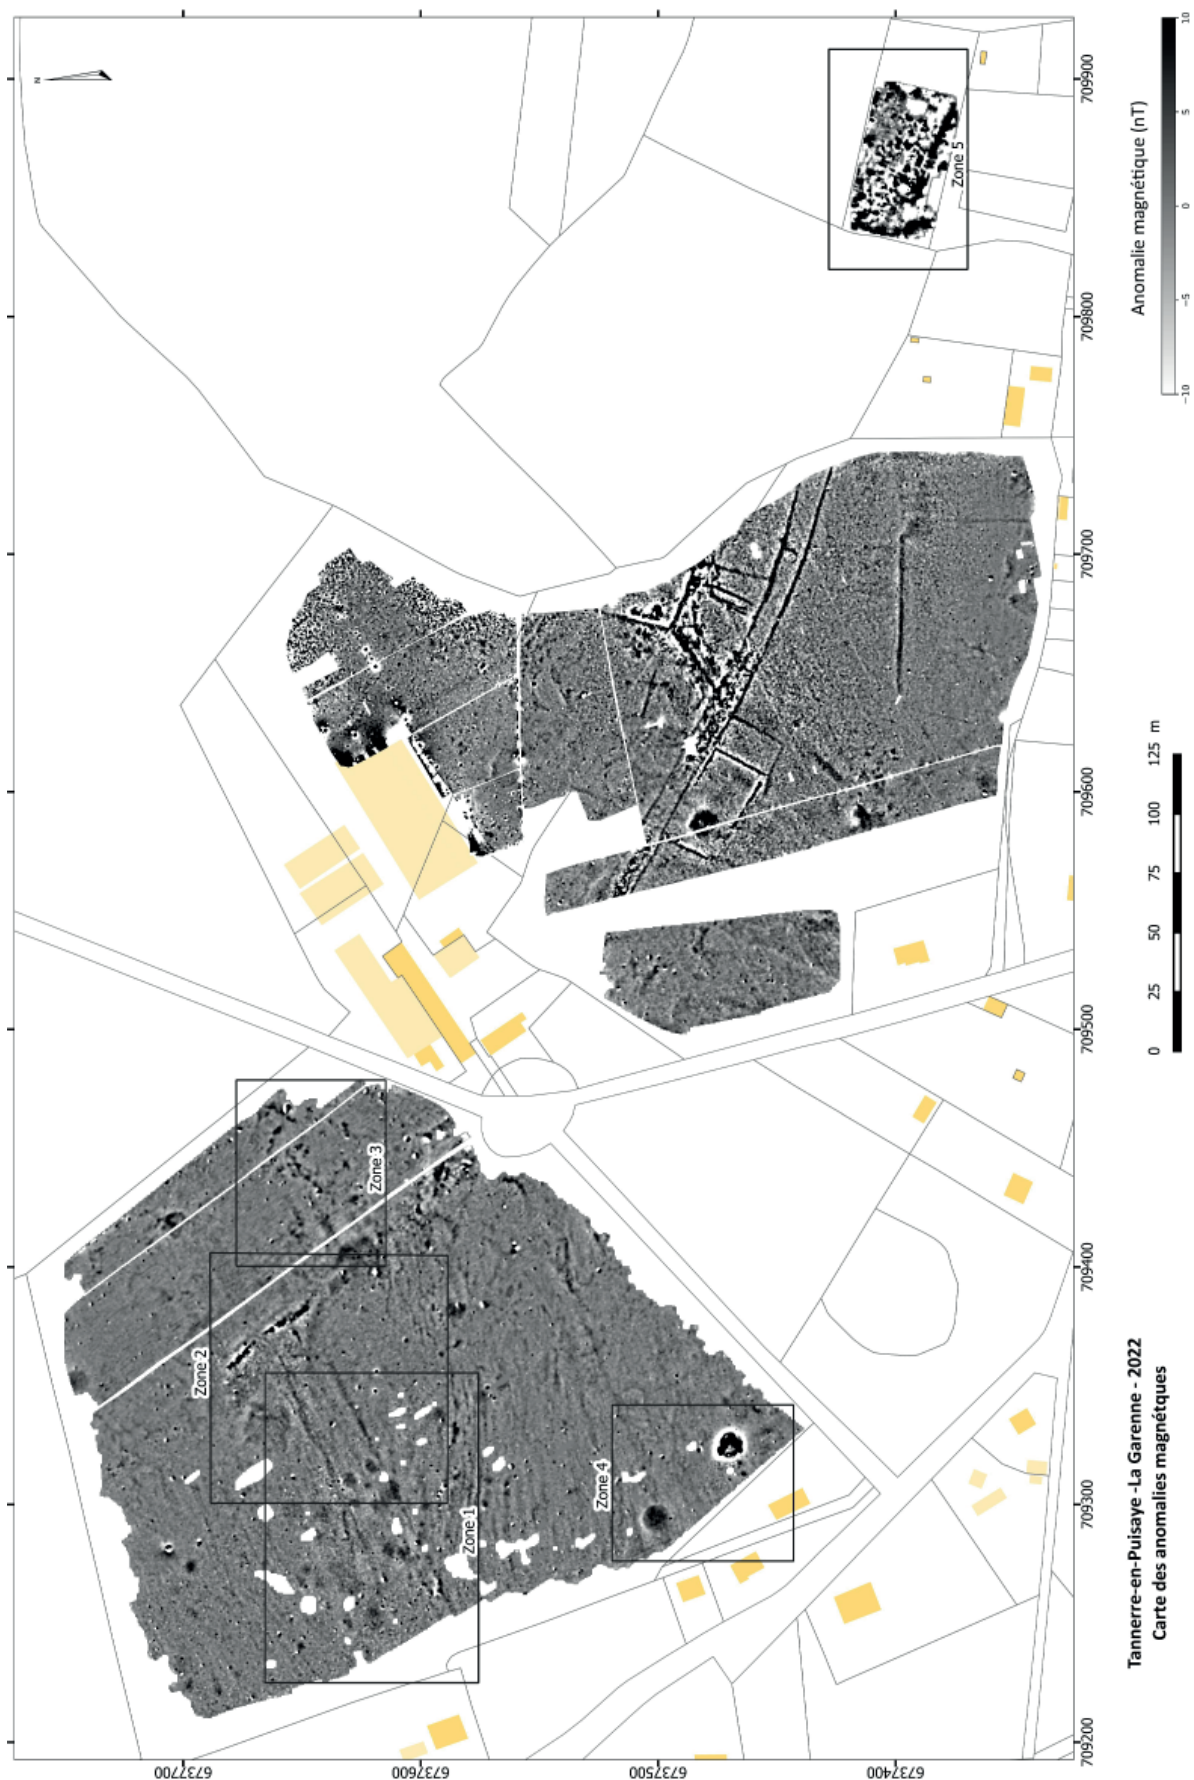 N
709900
709800
709700
709600
709500
709400
709300
709200
6737700
6737600
6737500
6737400
Zone 5
Zone 3
Zone 2
Zone 1
Zone 4
Anomalie magnétique (nT)
−10
−5
0
5
10
0
25
50
75
100
125
m
Tannerre-en-Puisaye -La Garenne - 2022
Carte des anomalies magnétques